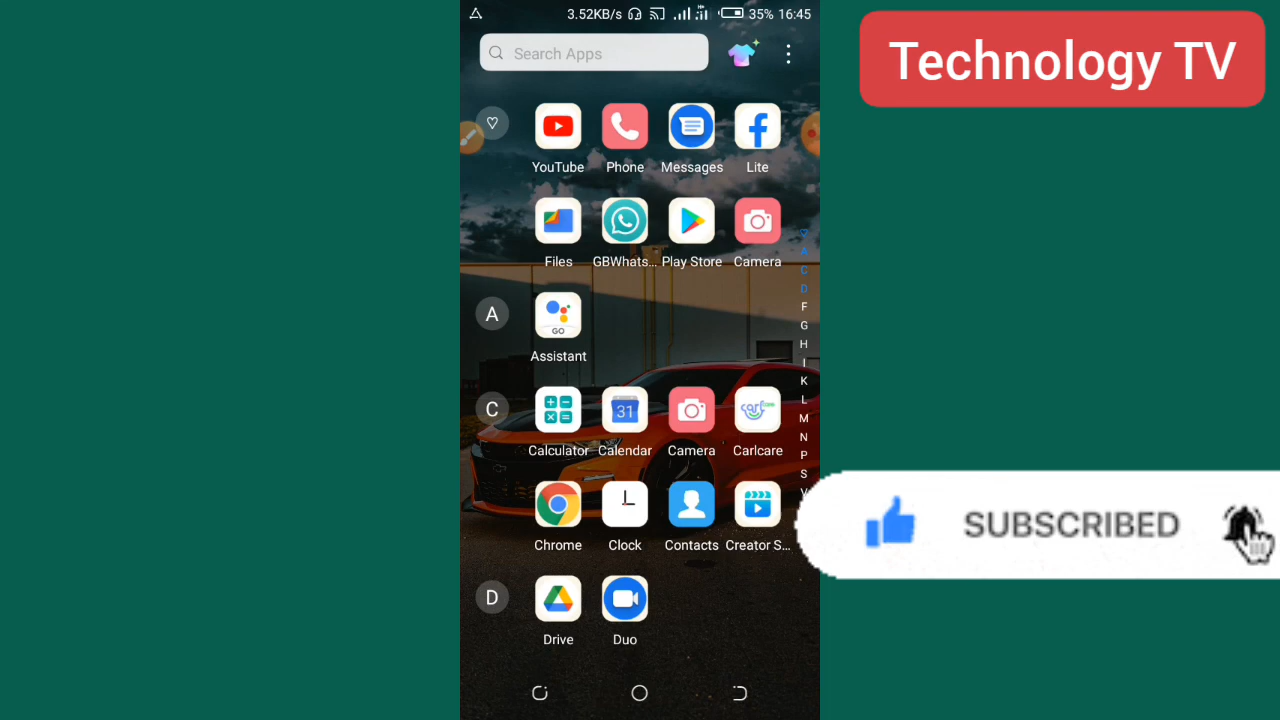 3.52KB/s 35% 16:45
Technology TV
Search Apps
YouTube Phone Messages Lite
Files GBWhats... Play Store Camera
A
GO
Assistant
C
31
carl
Calculator Calendar Camera Carlcare
Chrome Clock Contacts Creator S...
D
Drive Duo
A
C
D
F
G
H
I
K
L
M
N
P
S
V
SUBSCRIBED